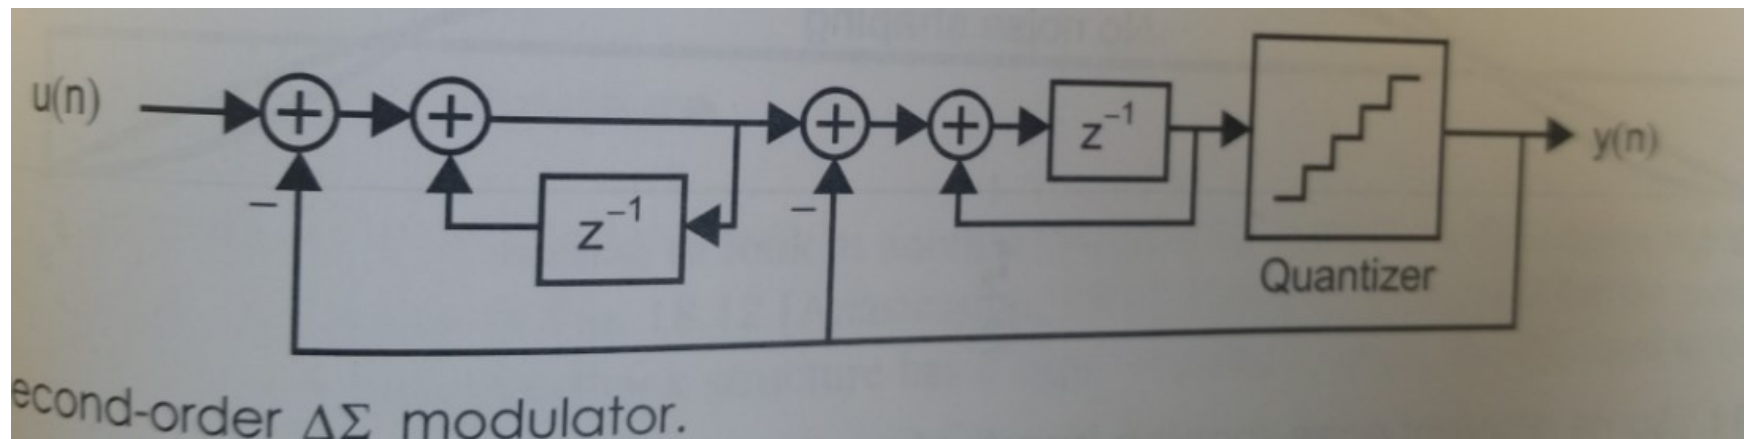 u(n)
+
+
+
+
z⁻¹
y(n)
−
z⁻¹
−
Quantizer
econd-order ΔΣ modulator.